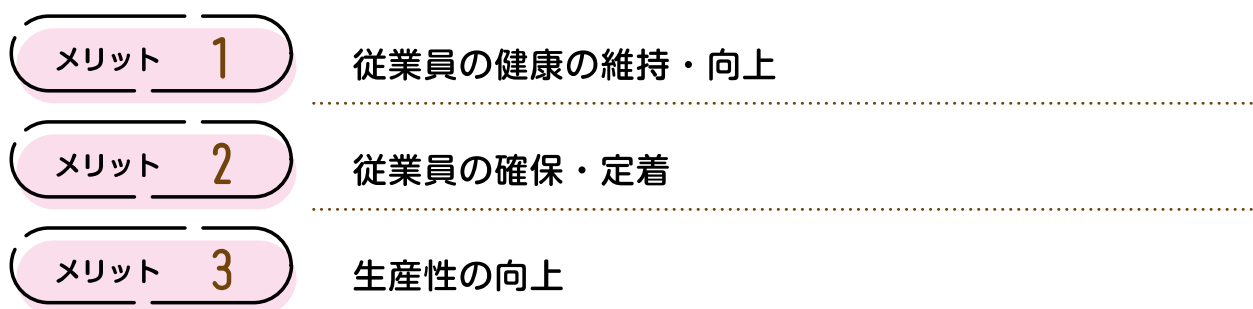 メリット 1 従業員の健康の維持・向上
メリット 2 従業員の確保・定着
メリット 3 生産性の向上